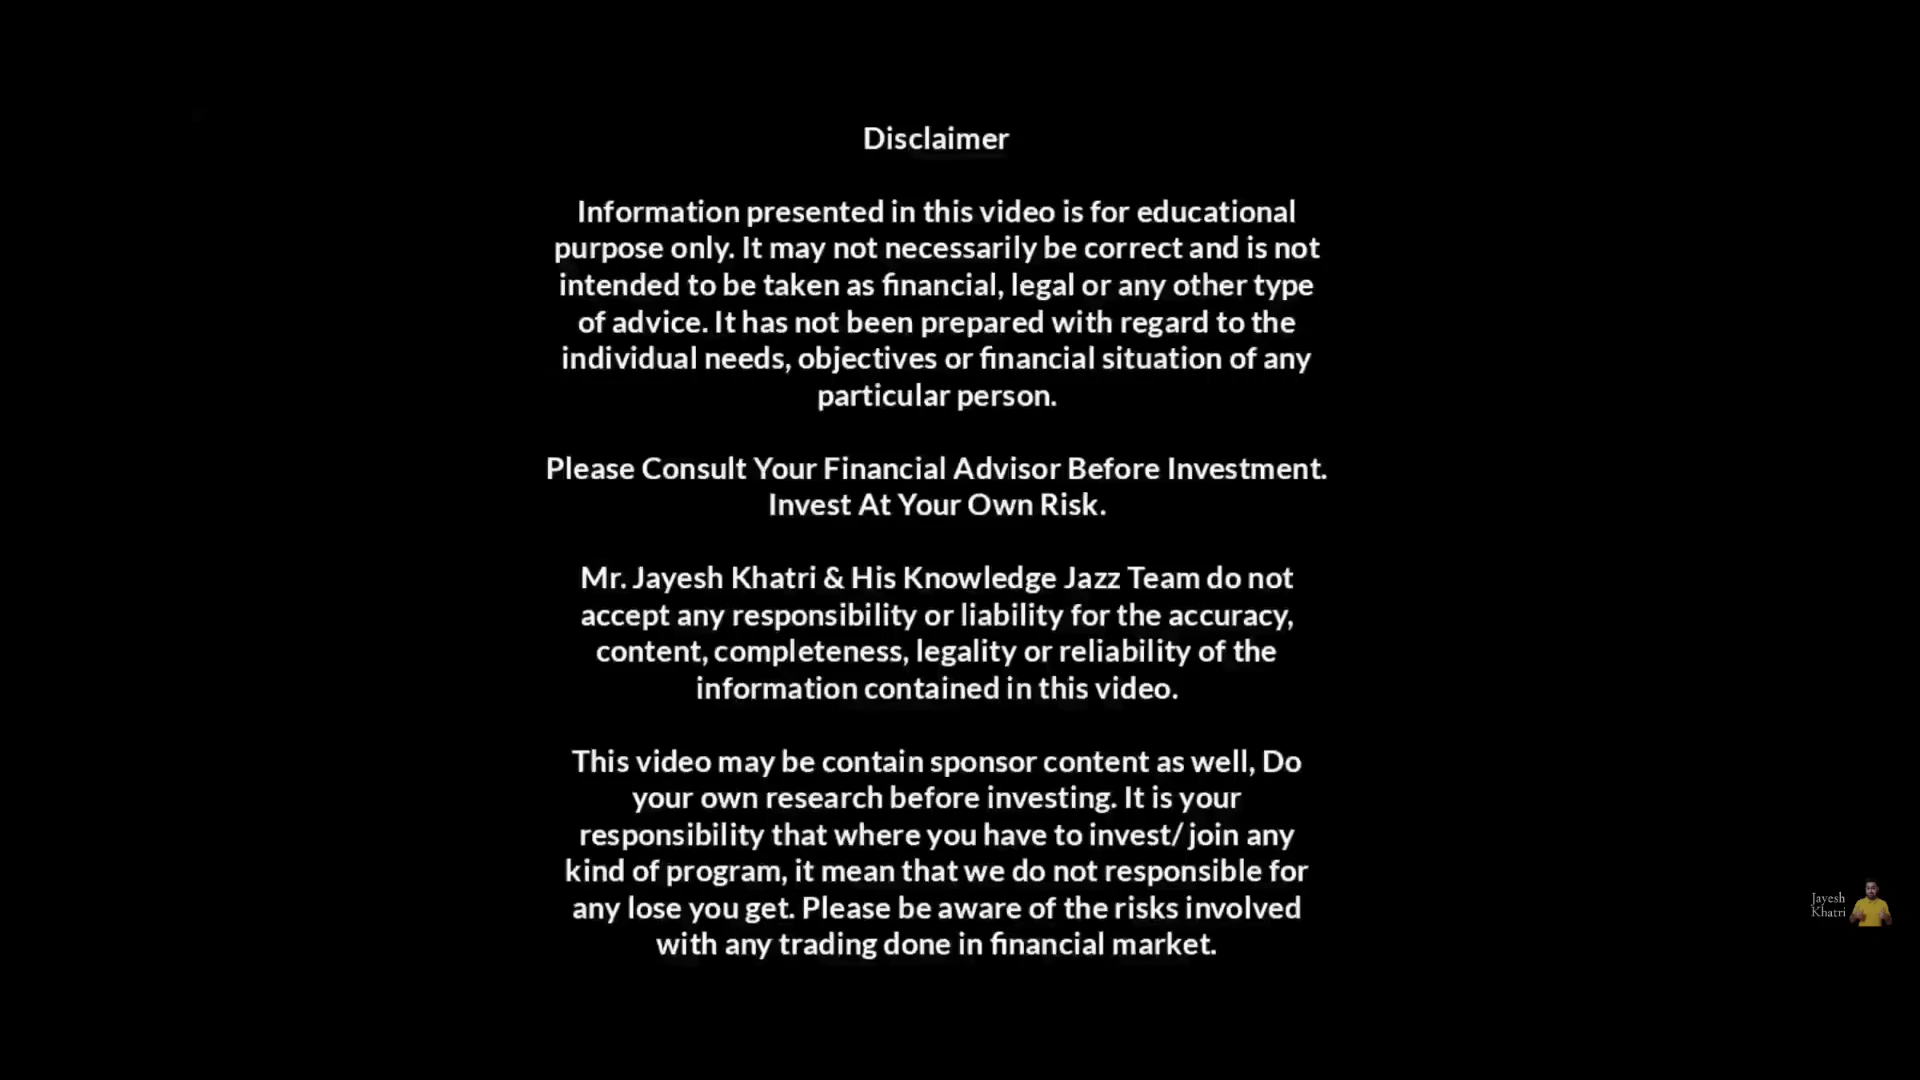 Disclaimer
Information presented in this video is for educational
purpose only. It may not necessarily be correct and is not
intended to be taken as financial, legal or any other type
of advice. It has not been prepared with regard to the
individual needs, objectives or financial situation of any
particular person.
Please Consult Your Financial Advisor Before Investment.
Invest At Your Own Risk.
Mr. Jayesh Khatri & His Knowledge Jazz Team do not
accept any responsibility or liability for the accuracy,
content, completeness, legality or reliability of the
information contained in this video.
This video may be contain sponsor content as well, Do
your own research before investing. It is your
responsibility that where you have to invest/ join any
kind of program, it mean that we do not responsible for
any lose you get. Please be aware of the risks involved
with any trading done in financial market.
Jayesh
Khatri